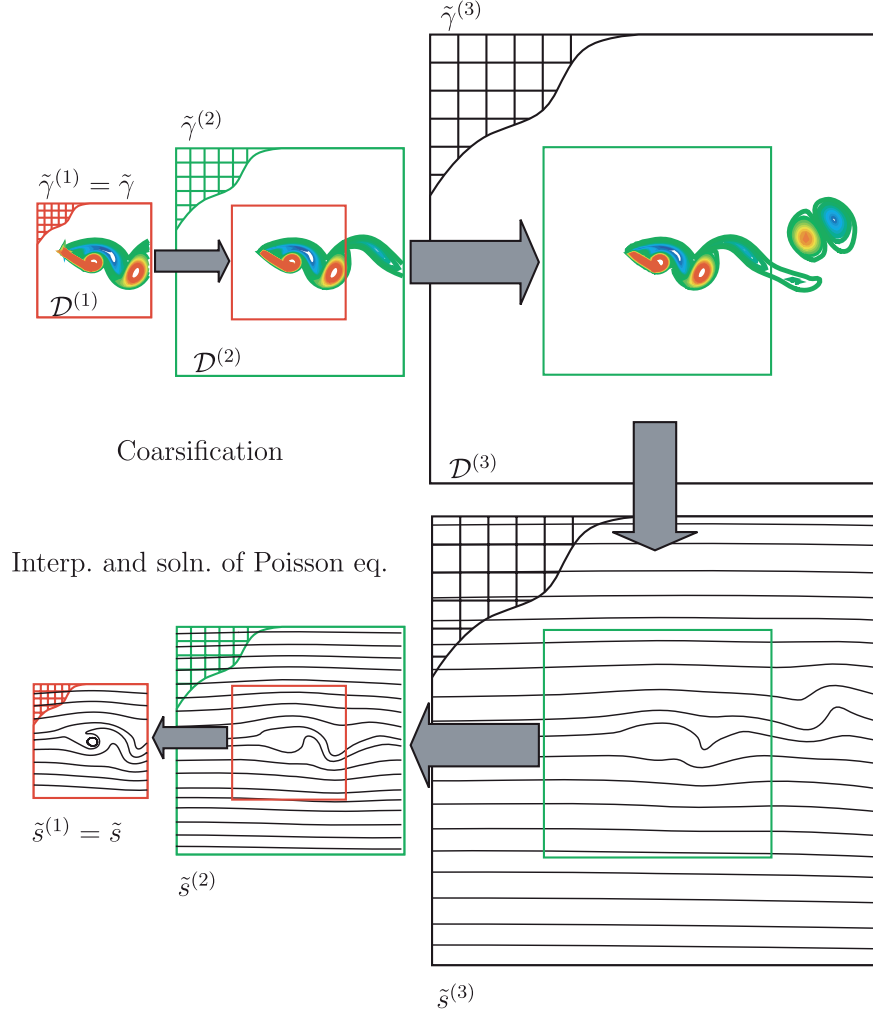 γ̃⁽³⁾
γ̃⁽²⁾
γ̃⁽¹⁾ = γ̃
𝒟⁽¹⁾
𝒟⁽²⁾
Coarsification
𝒟⁽³⁾
Interp. and soln. of Poisson eq.
s̃⁽¹⁾ = s̃
s̃⁽²⁾
s̃⁽³⁾